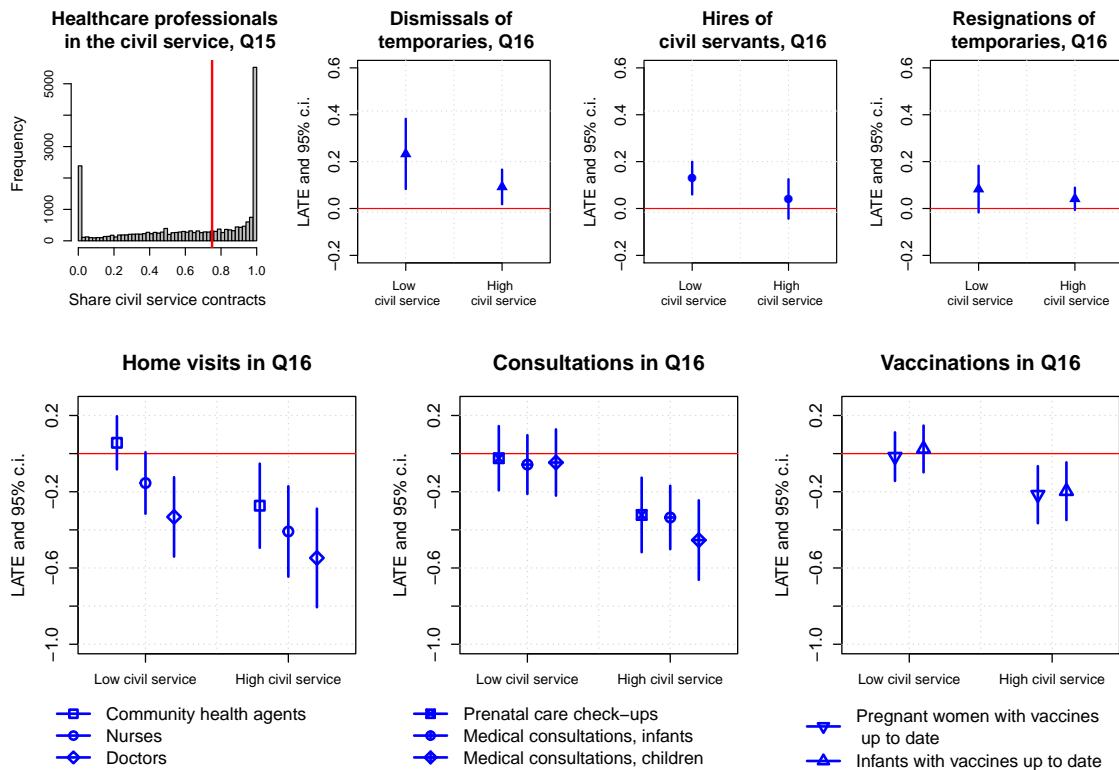 Healthcare professionals
in the civil service, Q15
Frequency
0
1000
3000
5000
0.0 0.2 0.4 0.6 0.8 1.0
Share civil service contracts
Dismissals of
temporaries, Q16
LATE and 95% c.i.
−0.2 0.0 0.2 0.4 0.6
Low
civil service
High
civil service
Hires of
civil servants, Q16
LATE and 95% c.i.
−0.2 0.0 0.2 0.4 0.6
Low
civil service
High
civil service
Resignations of
temporaries, Q16
LATE and 95% c.i.
−0.2 0.0 0.2 0.4 0.6
Low
civil service
High
civil service
Home visits in Q16
LATE and 95% c.i.
−1.0 −0.6 −0.2 0.2
Low civil service High civil service
Community health agents
Nurses
Doctors
Consultations in Q16
LATE and 95% c.i.
−1.0 −0.6 −0.2 0.2
Low civil service High civil service
Prenatal care check−ups
Medical consultations, infants
Medical consultations, children
Vaccinations in Q16
LATE and 95% c.i.
−1.0 −0.6 −0.2 0.2
Low civil service High civil service
Pregnant women with vaccines
up to date
Infants with vaccines up to date